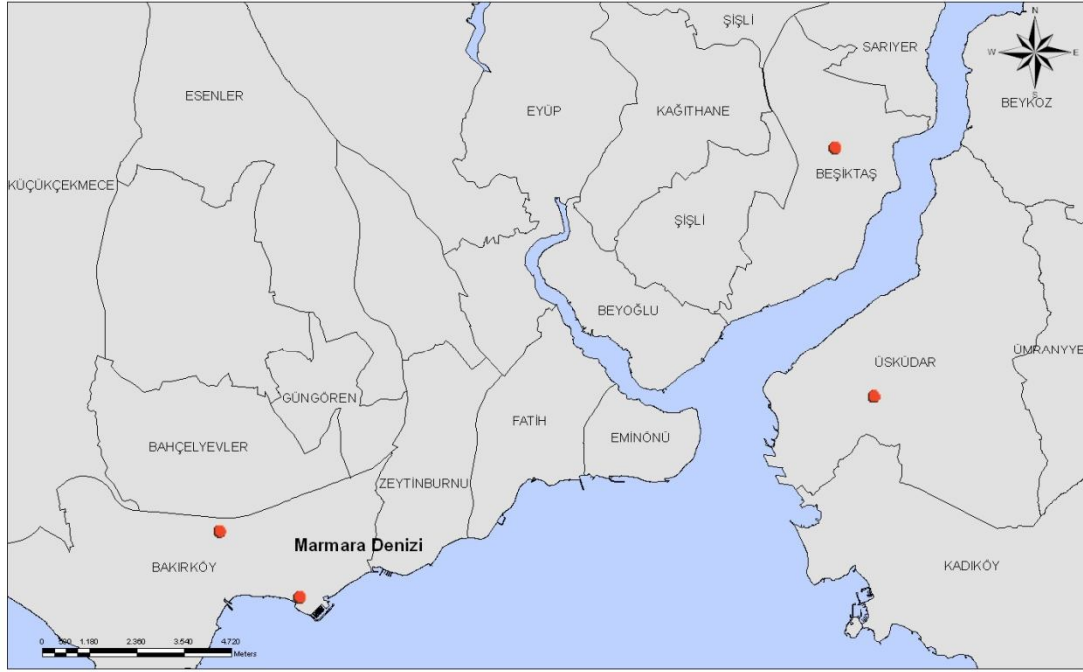 ŞİŞLİ
N
SARIYER
W
E
S
BEYKOZ
ESENLER
EYÜP
KAĞITHANE
BEŞİKTAŞ
KÜÇÜKÇEKMECE
ŞİŞLİ
BEYOĞLU
ÜSKÜDAR
ÜMRANYYE
GÜNGÖREN
FATİH
EMİNÖNÜ
BAHÇELYEVLER
ZEYTİNBURNU
Marmara Denizi
BAKIRKÖY
KADIKÖY
0 590 1.180 2.360 3.540 4.720
Meters